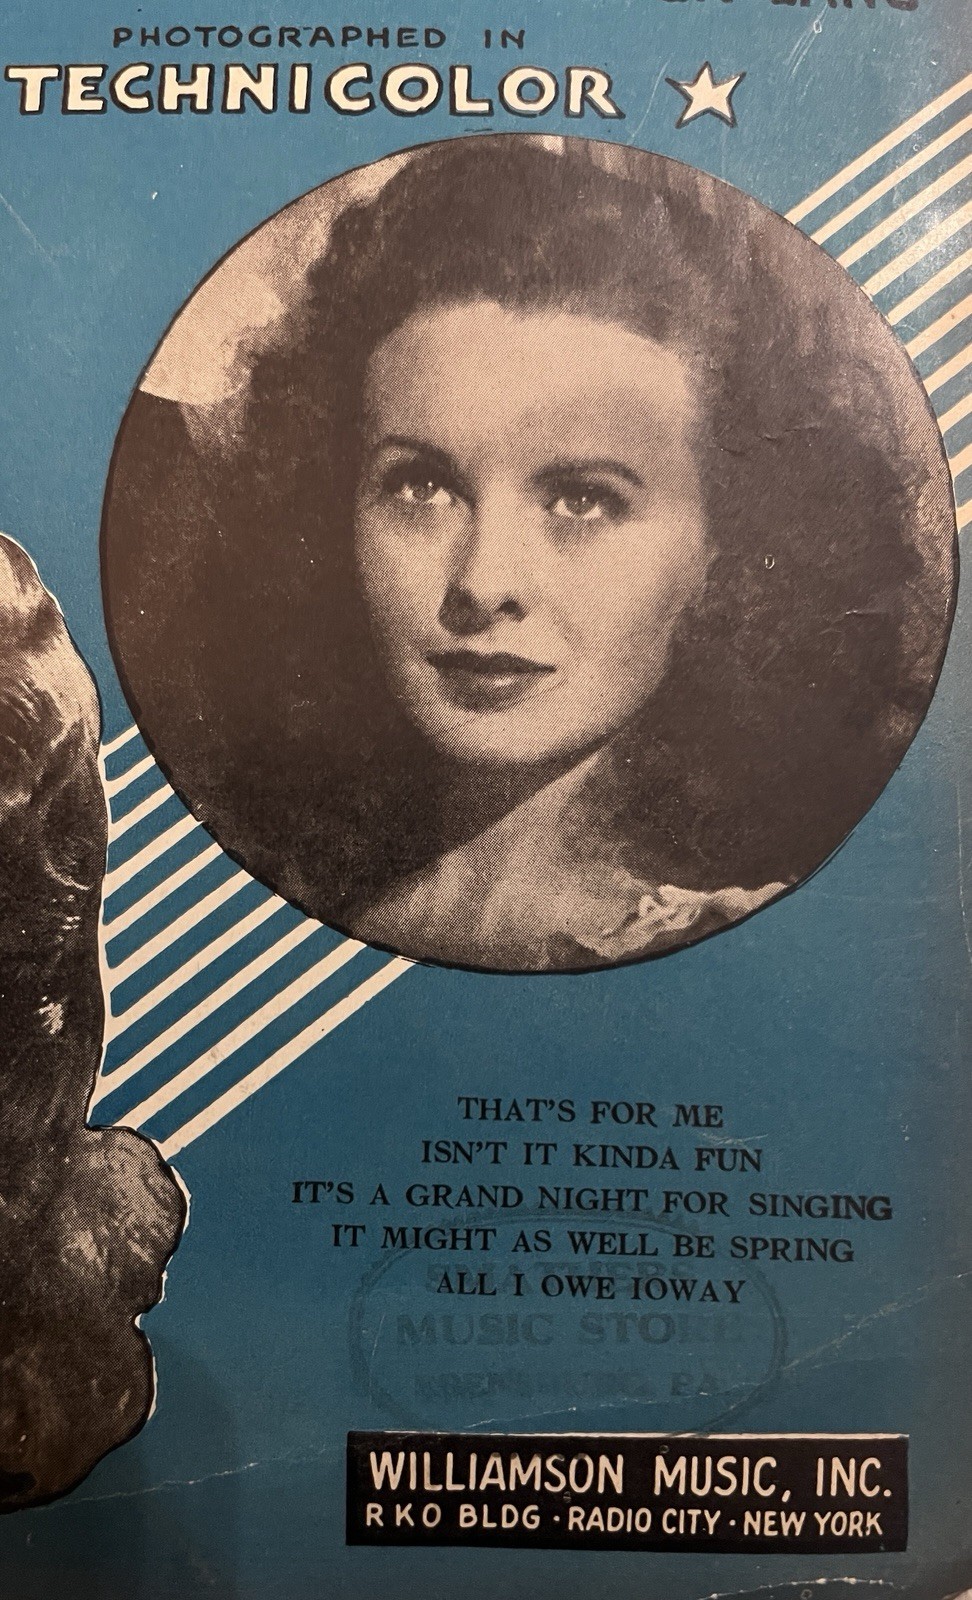 LANG
PHOTOGRAPHED IN
TECHNICOLOR
THAT'S FOR ME
ISN'T IT KINDA FUN
IT'S A GRAND NIGHT FOR SINGING
IT MIGHT AS WELL BE SPRING
ALL I OWE IOWAY
MUSIC STORE
WILLIAMSON MUSIC, INC.
RKO BLDG · RADIO CITY · NEW YORK